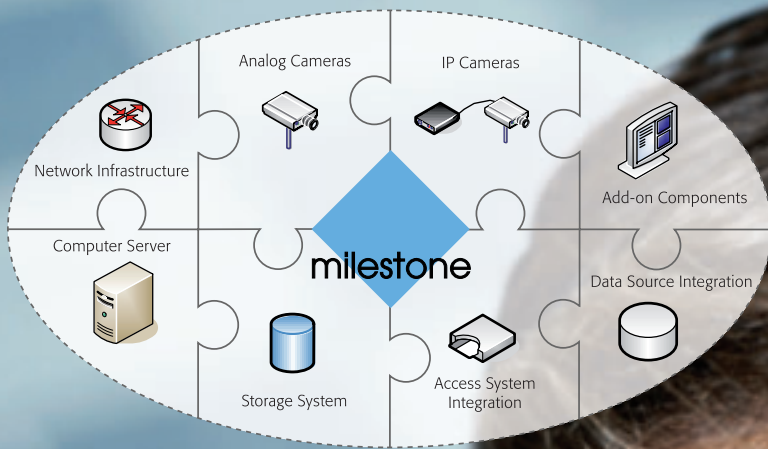 Analog Cameras
IP Cameras
Network Infrastructure
Add-on Components
Computer Server
milestone
Data Source Integration
Storage System
Access System
Integration